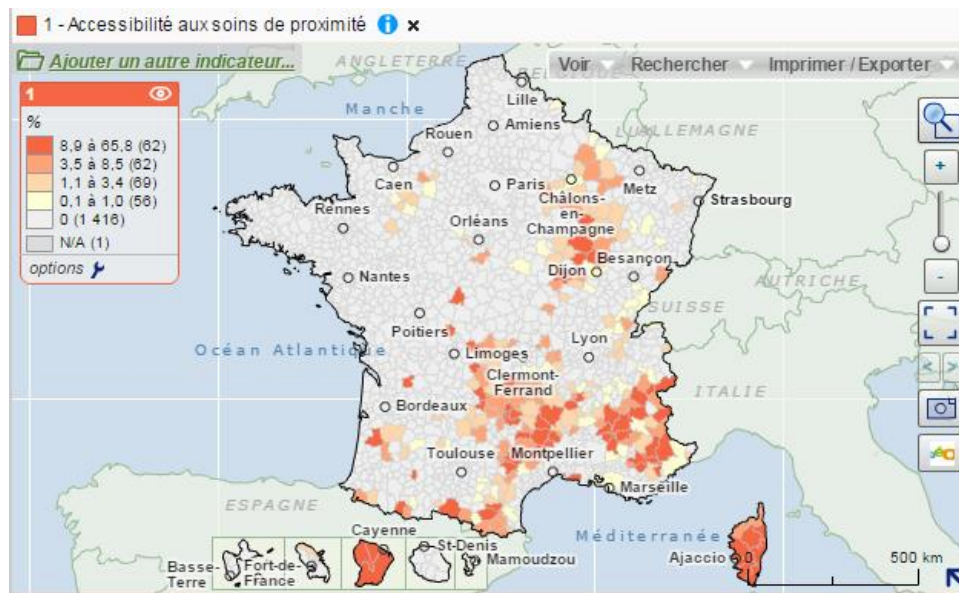 1 - Accessibilité aux soins de proximité
Ajouter un autre indicateur...
Voir
Rechercher
Imprimer / Exporter
1
%
8,9 à 65,8 (62)
3,5 à 8,5 (62)
1,1 à 3,4 (69)
0,1 à 1,0 (56)
0 (1 416)
N/A (1)
options
ANGLETERRE
Manche
Lille
Amiens
ALLEMAGNE
Rouen
Caen
Paris
Metz
Strasbourg
Châlons-
en-
Champagne
Rennes
Orléans
Dijon
Besançon
Nantes
AUTRICHE
SUISSE
Poitiers
Lyon
Océan Atlantique
Limoges
Clermont-
Ferrand
ITALIE
Bordeaux
Toulouse
Montpellier
Marseille
ESPAGNE
Cayenne
Méditerranée
St-Denis
Mamoudzou
Ajaccio
0
500 km
Basse-
Terre
Fort-de-
France
+
-
< >